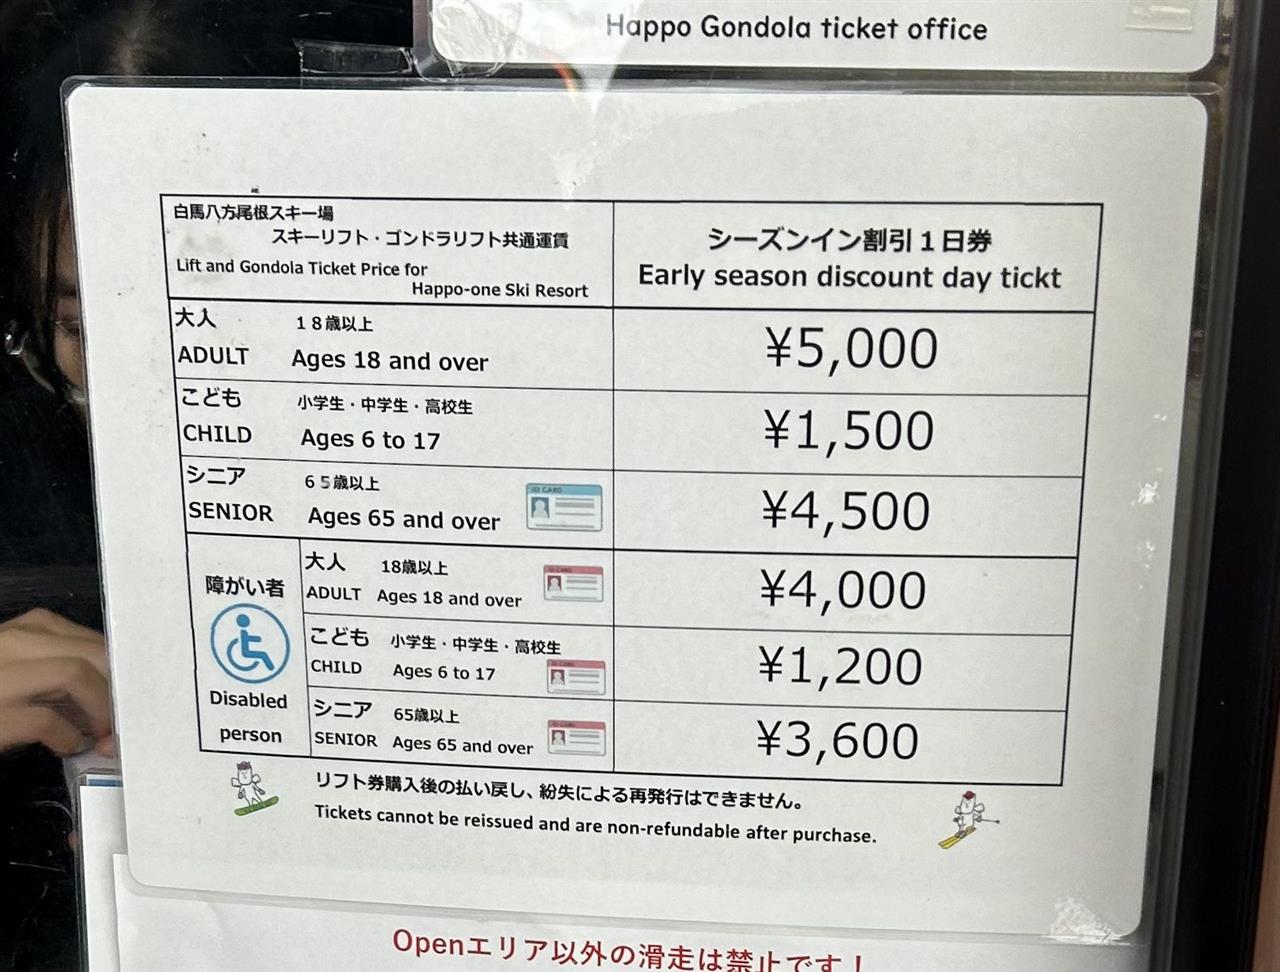 Happo Gondola ticket office
白馬八方尾根スキー場
スキーリフト・ゴンドラリフト共通運賃
Lift and Gondola Ticket Price for
Happo-one Ski Resort
シーズンイン割引１日券
Early season discount day tickt
大人 １８歳以上
ADULT Ages 18 and over
¥5,000
こども 小学生・中学生・高校生
CHILD Ages 6 to 17
¥1,500
シニア ６５歳以上
SENIOR Ages 65 and over
ID CARD
¥4,500
障がい者
Disabled
person
大人 18歳以上
ADULT Ages 18 and over
ID CARD
¥4,000
こども 小学生・中学生・高校生
CHILD Ages 6 to 17
ID CARD
¥1,200
シニア 65歳以上
SENIOR Ages 65 and over
ID CARD
¥3,600
リフト券購入後の払い戻し、紛失による再発行はできません。
Tickets cannot be reissued and are non-refundable after purchase.
Openエリア以外の滑走は禁止です！